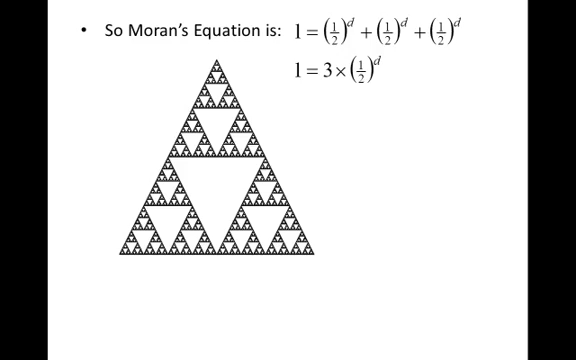 • So Moran's Equation is: 1 = (1/2)^d + (1/2)^d + (1/2)^d
1 = 3 × (1/2)^d